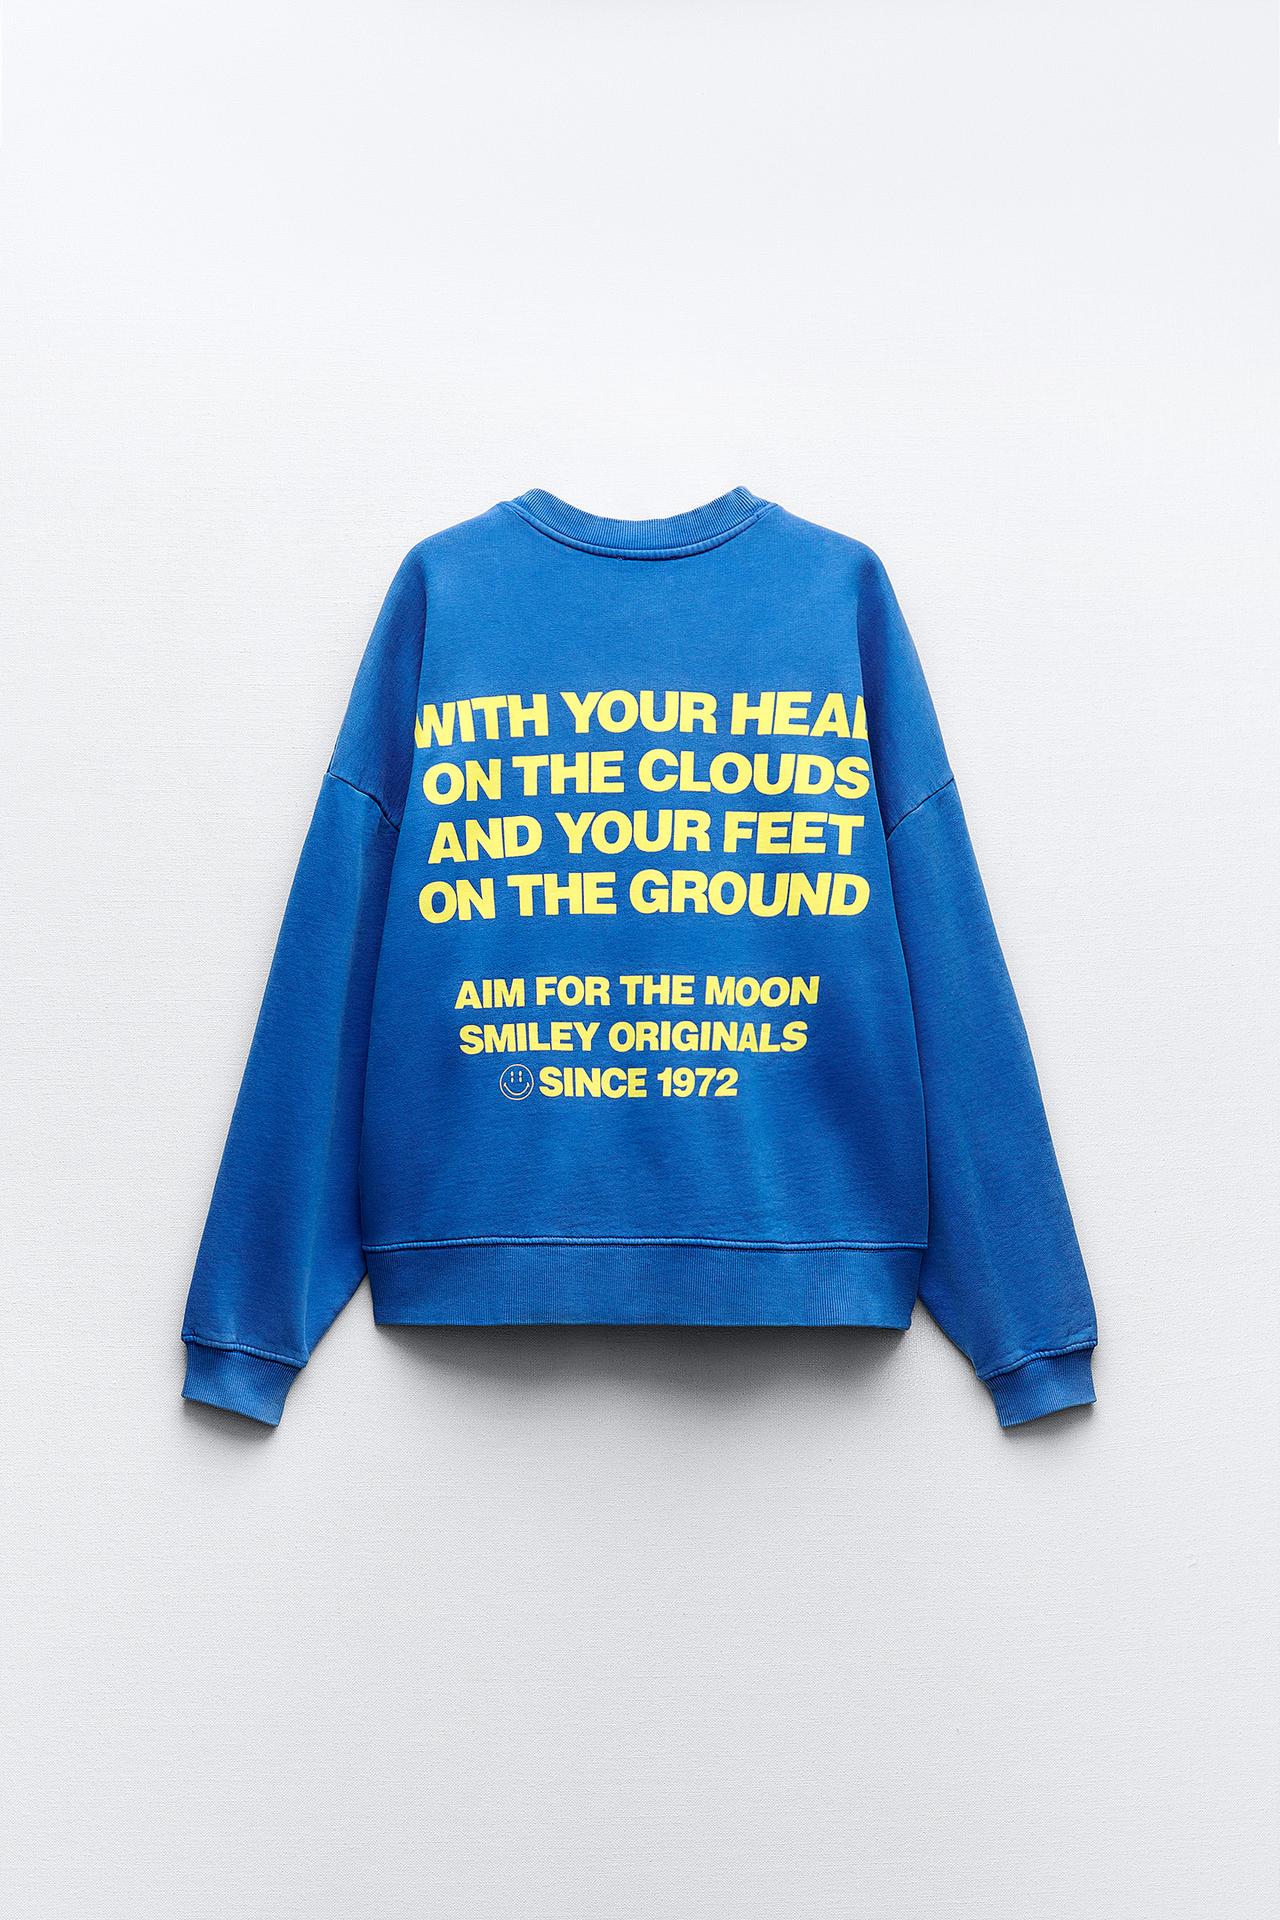 WITH YOUR HEAD
ON THE CLOUDS
AND YOUR FEET
ON THE GROUND
AIM FOR THE MOON
SMILEY ORIGINALS
SINCE 1972